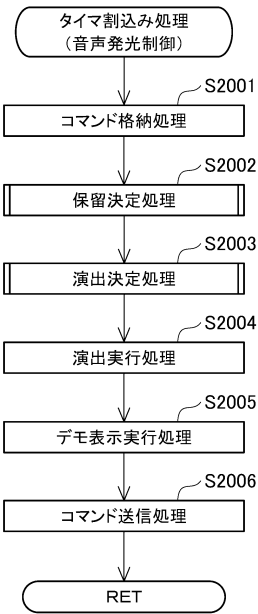 タイマ割込み処理
（音声発光制御）
S2001
コマンド格納処理
S2002
保留決定処理
S2003
演出決定処理
S2004
演出実行処理
S2005
デモ表示実行処理
S2006
コマンド送信処理
RET